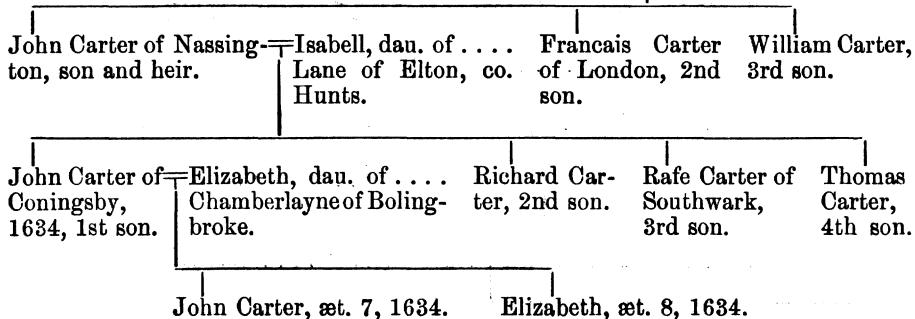 John Carter of Nassing-
ton, son and heir.
Isabell, dau. of ....
Lane of Elton, co.
Hunts.
Francais Carter
of London, 2nd
son.
William Carter,
3rd son.
John Carter of
Coningsby,
1634, 1st son.
Elizabeth, dau. of ....
Chamberlayne of Boling-
broke.
Richard Car-
ter, 2nd son.
Rafe Carter of
Southwark,
3rd son.
Thomas
Carter,
4th son.
John Carter, æt. 7, 1634.
Elizabeth, æt. 8, 1634.